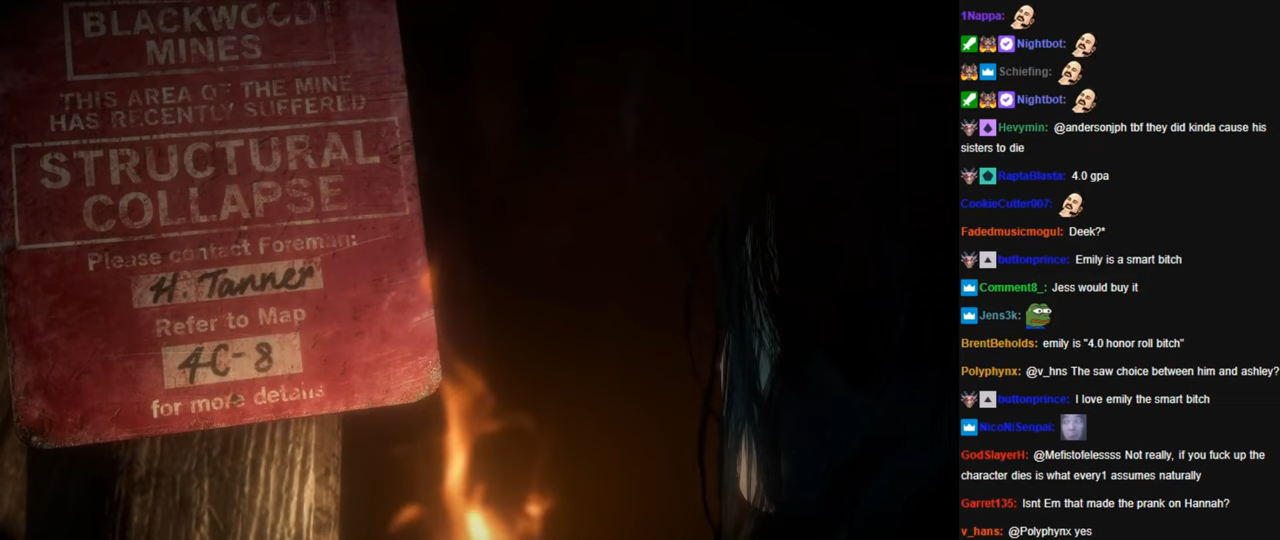 BLACKWOOD
MINES
THIS AREA OF THE MINE
HAS RECENTLY SUFFERED
STRUCTURAL
COLLAPSE
Please contact Foreman:
H. Tanner
Refer to Map
4C-8
for more details
1Nappa:
Nightbot:
Schiefing:
Nightbot:
Hevymin: @andersonjph tbf they did kinda cause his
sisters to die
RaptaBlasta: 4.0 gpa
CookieCutter007:
Fadedmusicmogul: Deek?*
buttonprince: Emily is a smart bitch
Comment8_: Jess would buy it
Jens3k:
BrentBeholds: emily is "4.0 honor roll bitch"
Polyphynx: @v_hns The saw choice between him and ashley?
buttonprince: I love emily the smart bitch
NicoNiSenpai:
GodSlayerH: @Mefistofelessss Not really, if you fuck up the
character dies is what every1 assumes naturally
Garret135: Isnt Em that made the prank on Hannah?
v_hans: @Polyphynx yes